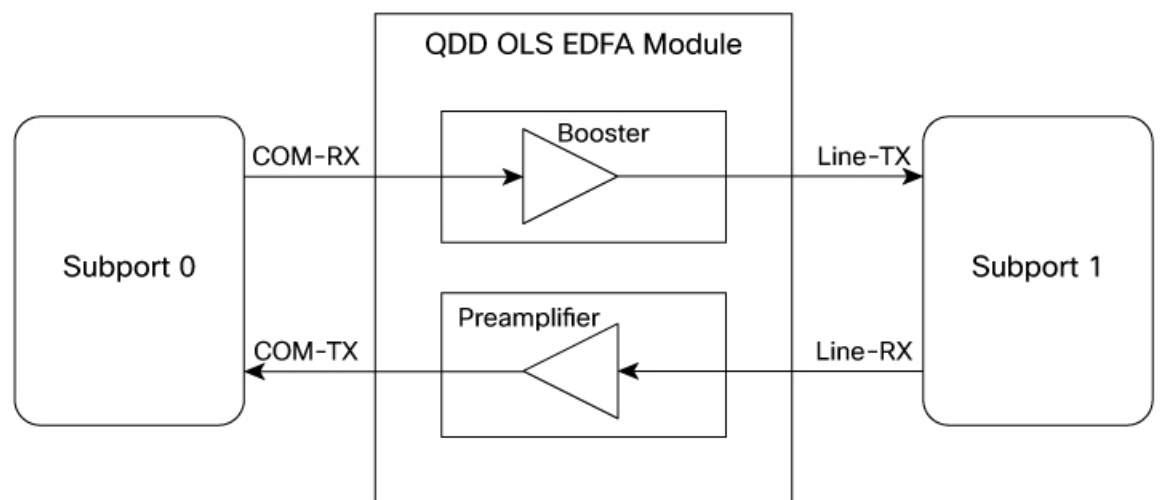 QDD OLS EDFA Module
Booster
COM-RX
Line-TX
Subport 0
Subport 1
Preamplifier
COM-TX
Line-RX